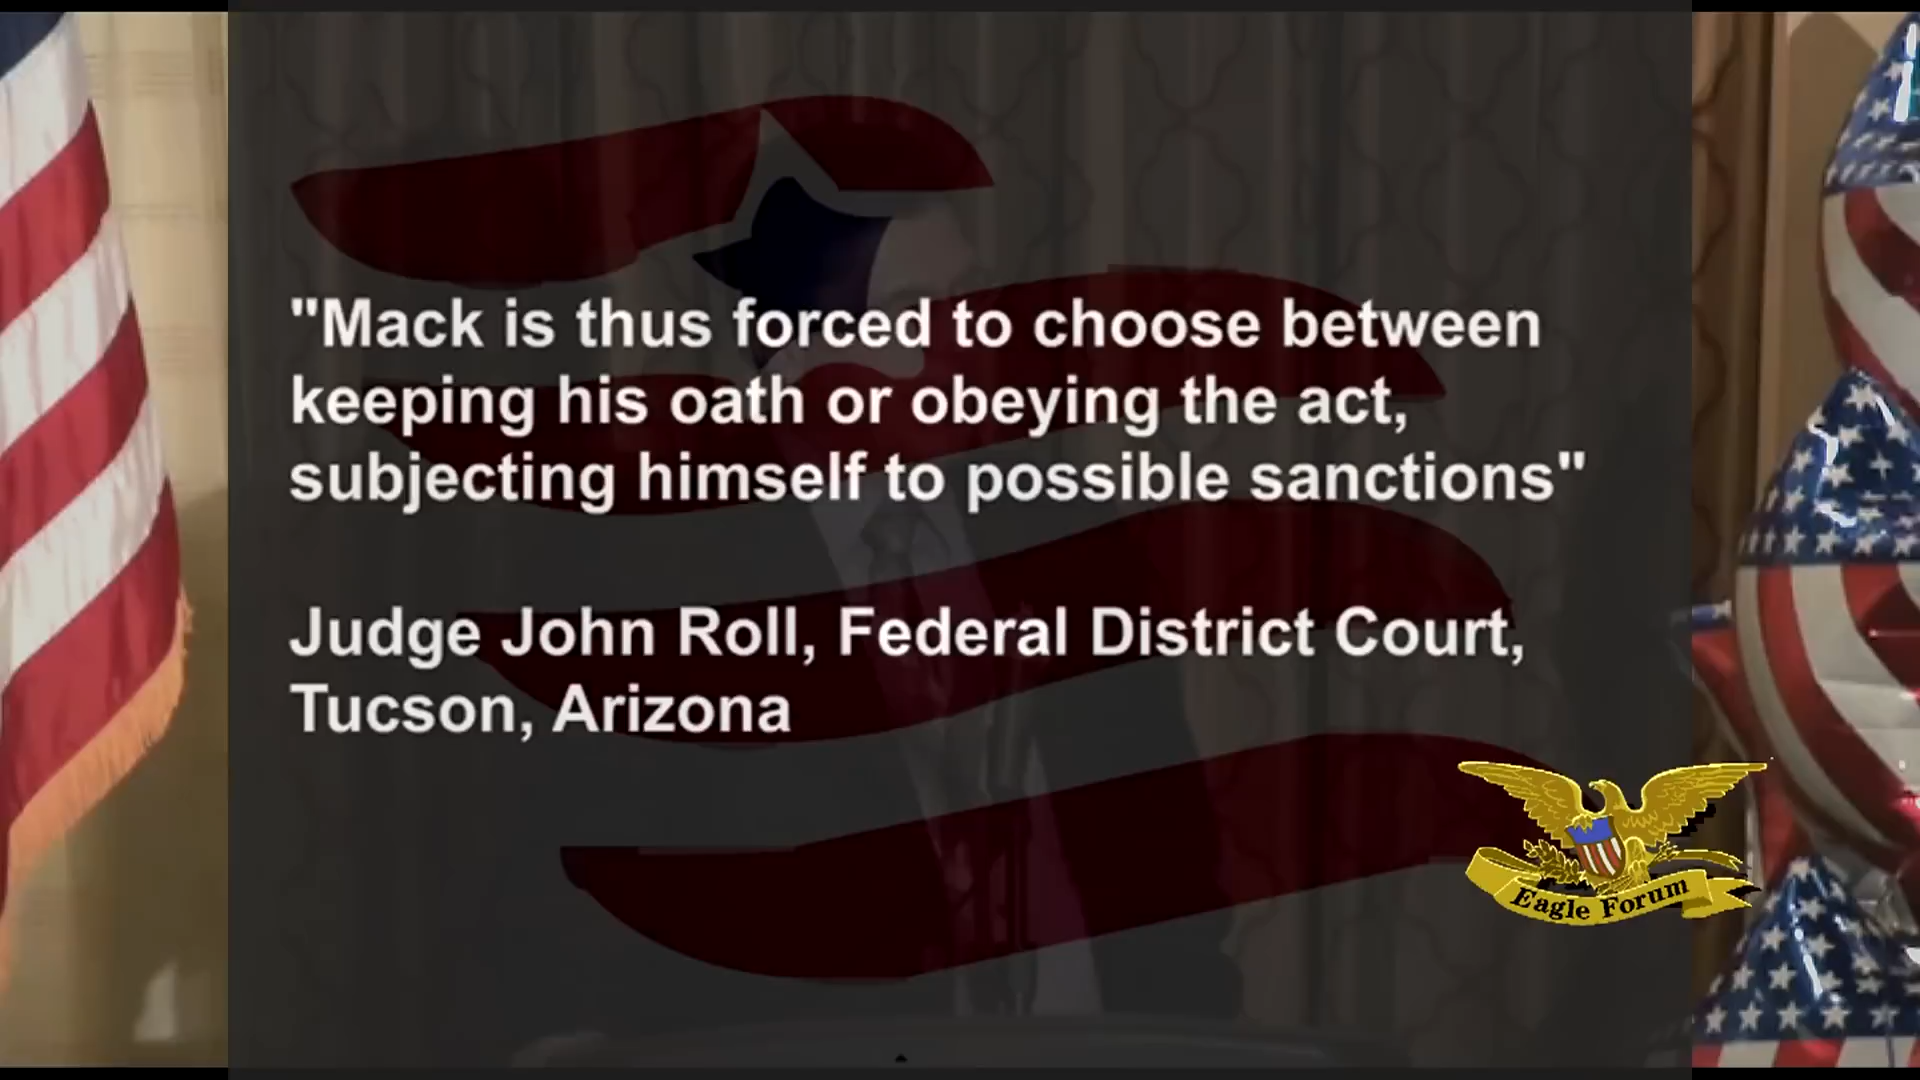 "Mack is thus forced to choose between
keeping his oath or obeying the act,
subjecting himself to possible sanctions"
Judge John Roll, Federal District Court,
Tucson, Arizona
Eagle Forum